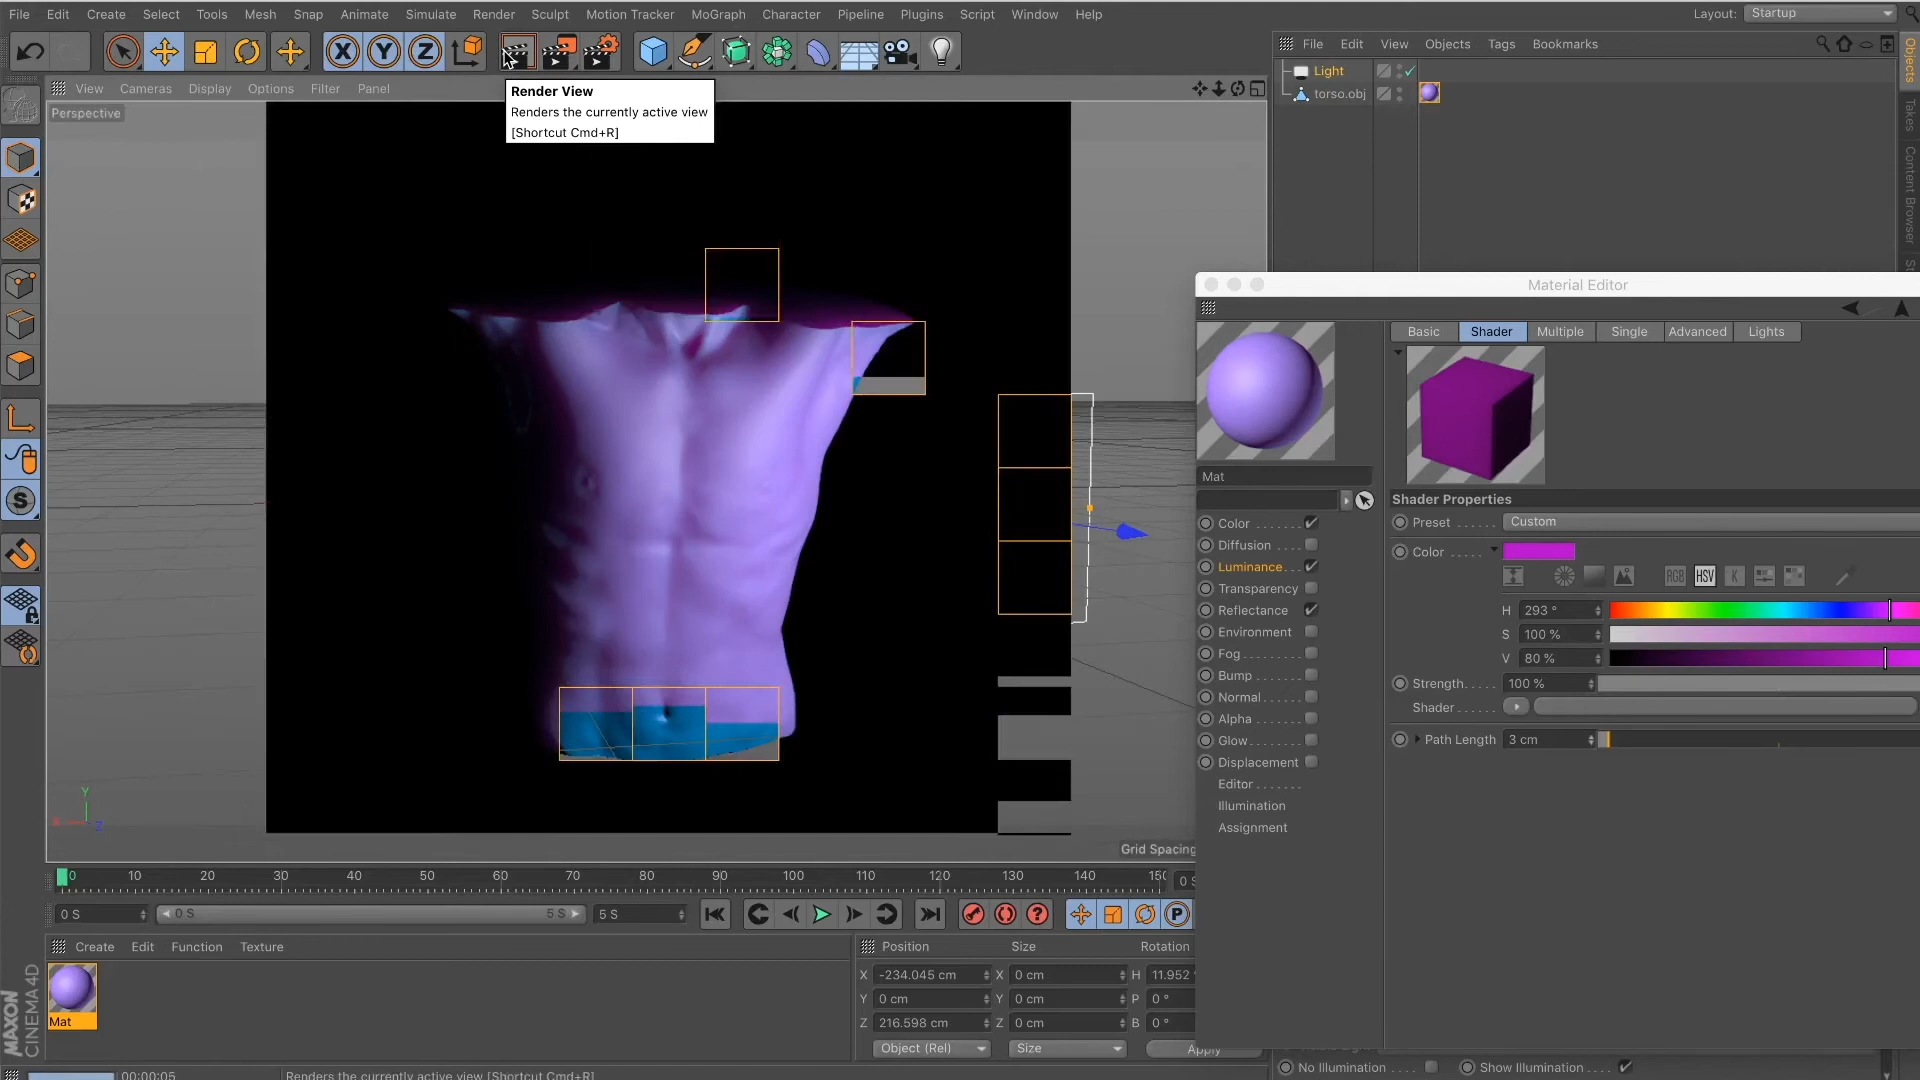 File Edit Create Select Tools Mesh Snap Animate Simulate Render Sculpt Motion Tracker MoGraph Character Pipeline Plugins Script Window Help
Layout: Startup
File Edit View Objects Tags Bookmarks
Objects
Takes
Content Browser
Light
torso.obj
View Cameras Display Options Filter Panel
Perspective
Render View
Renders the currently active view
[Shortcut Cmd+R]
X Y Z
S
Material Editor
Basic Shader Multiple Single Advanced Lights
Mat
Color
Diffusion
Luminance
Transparency
Reflectance
Environment
Fog
Bump
Normal
Alpha
Glow
Displacement
Editor
Illumination
Assignment
Shader Properties
Preset Custom
Color
RGB HSV K
H 293 °
S 100 %
V 80 %
Strength 100 %
Shader
Path Length 3 cm
Y
X Z
Grid Spacing
0 10 20 30 40 50 60 70 80 90 100 110 120 130 140 150 0 S
0 S 0 S 5 S 5 S
P
Create Edit Function Texture
Mat
MAXON
CINEMA 4D
Position Size Rotation
X -234.045 cm X 0 cm H 11.952 °
Y 0 cm Y 0 cm P 0 °
Z 216.598 cm Z 0 cm B 0 °
Object (Rel) Size Apply
No Illumination Show Illumination
00:00:05 Renders the currently active view [Shortcut Cmd+R]